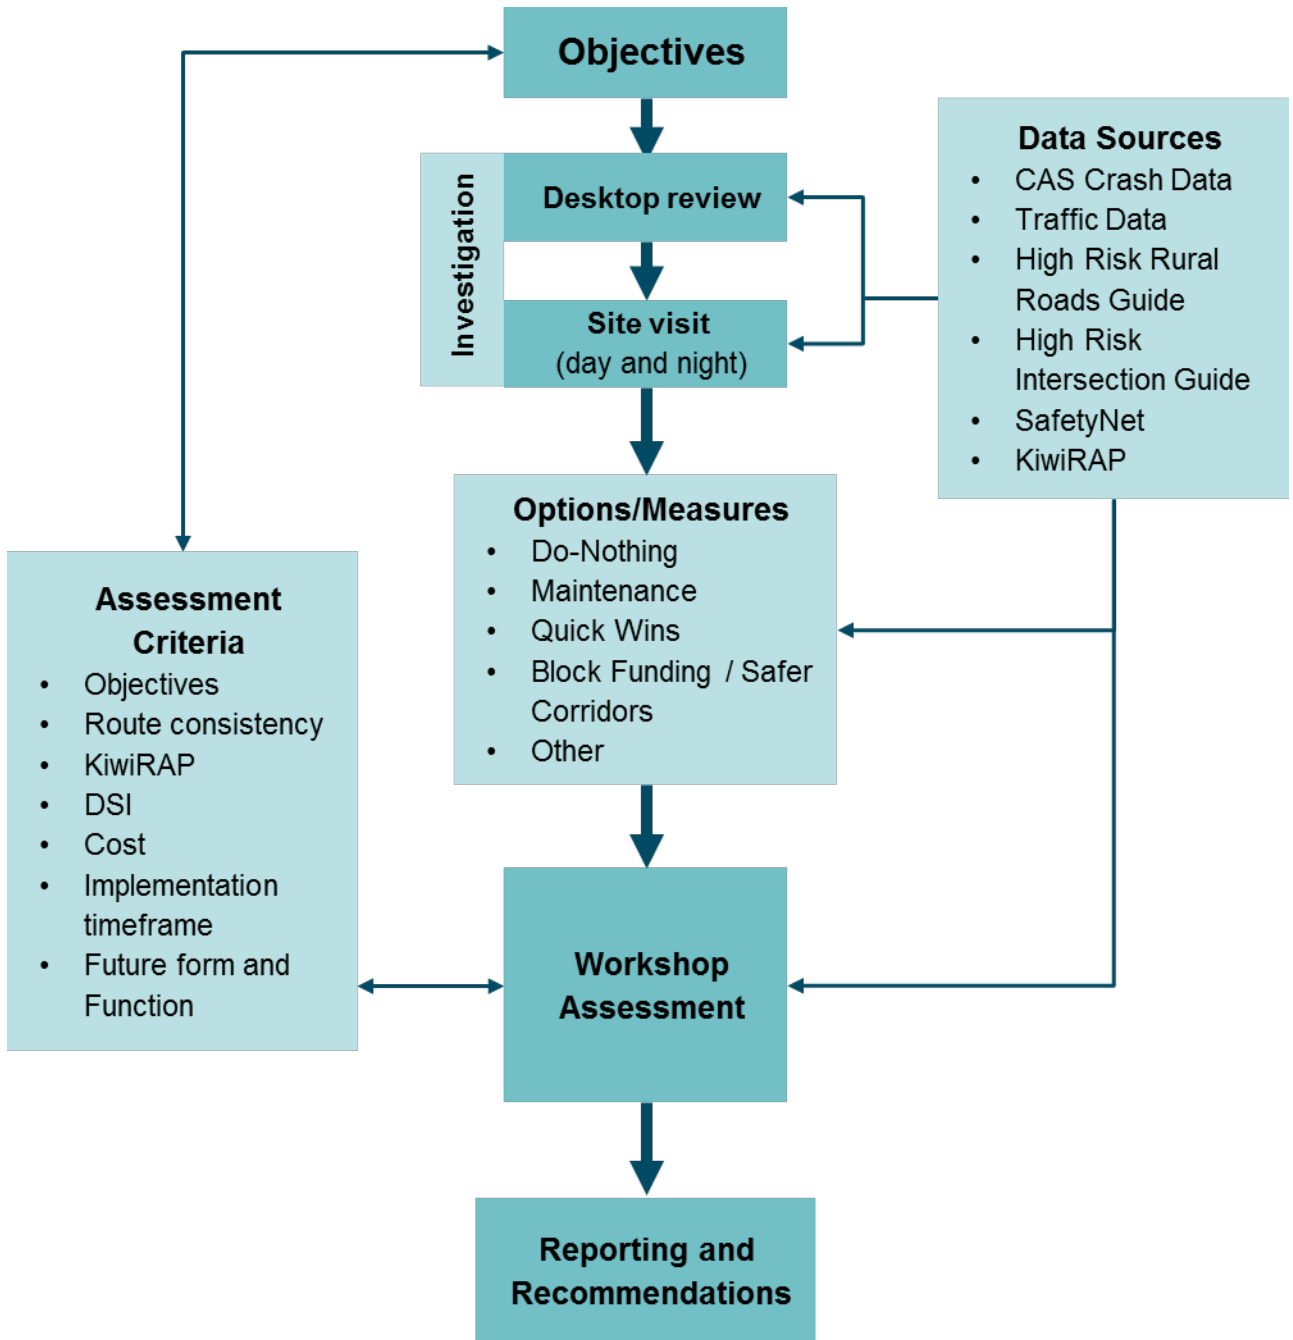 Objectives
Investigation
Desktop review
Site visit
(day and night)
Data Sources
• CAS Crash Data
• Traffic Data
• High Risk Rural
Roads Guide
• High Risk
Intersection Guide
• SafetyNet
• KiwiRAP
Options/Measures
• Do-Nothing
• Maintenance
• Quick Wins
• Block Funding / Safer
Corridors
• Other
Assessment
Criteria
• Objectives
• Route consistency
• KiwiRAP
• DSI
• Cost
• Implementation
timeframe
• Future form and
Function
Workshop
Assessment
Reporting and
Recommendations